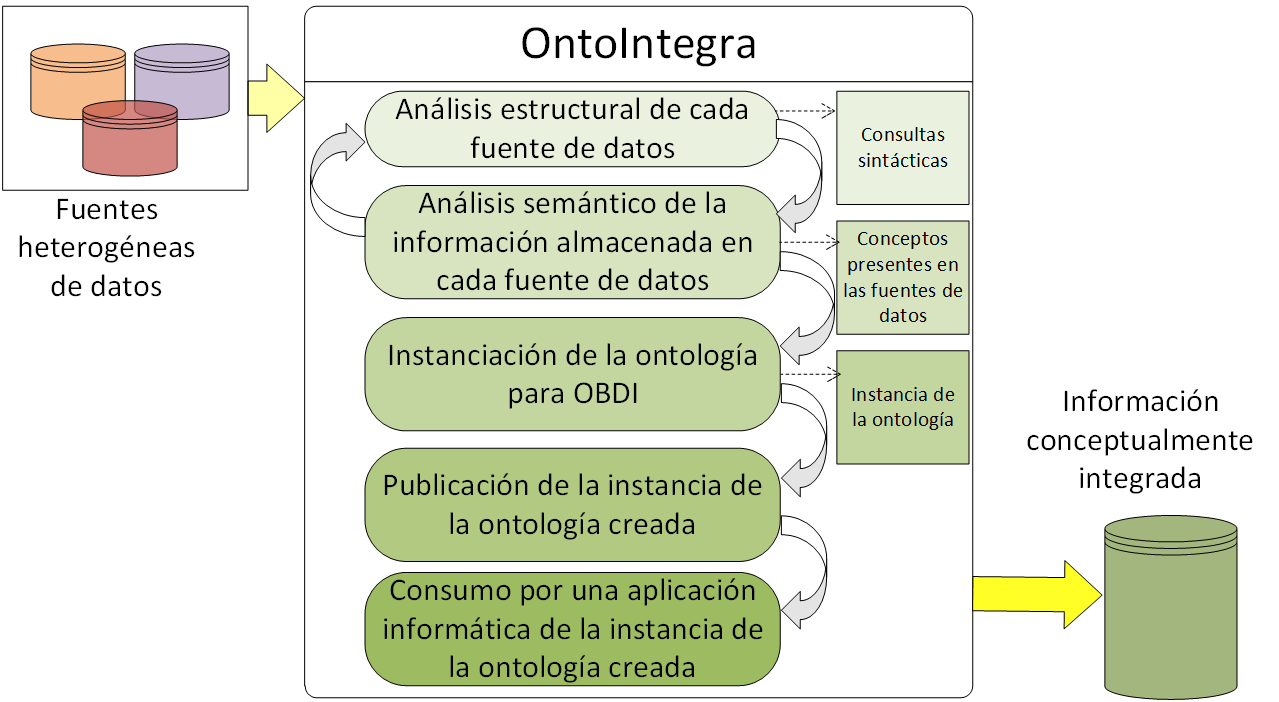 OntoIntegra
Fuentes
heterogéneas
de datos
Análisis estructural de cada
fuente de datos
Consultas
sintácticas
Análisis semántico de la
información almacenada en
cada fuente de datos
Conceptos
presentes en
las fuentes de
datos
Instanciación de la ontología
para OBDI
Instancia de
la ontología
Publicación de la instancia de
la ontología creada
Consumo por una aplicación
informática de la instancia de
la ontología creada
Información
conceptualmente
integrada